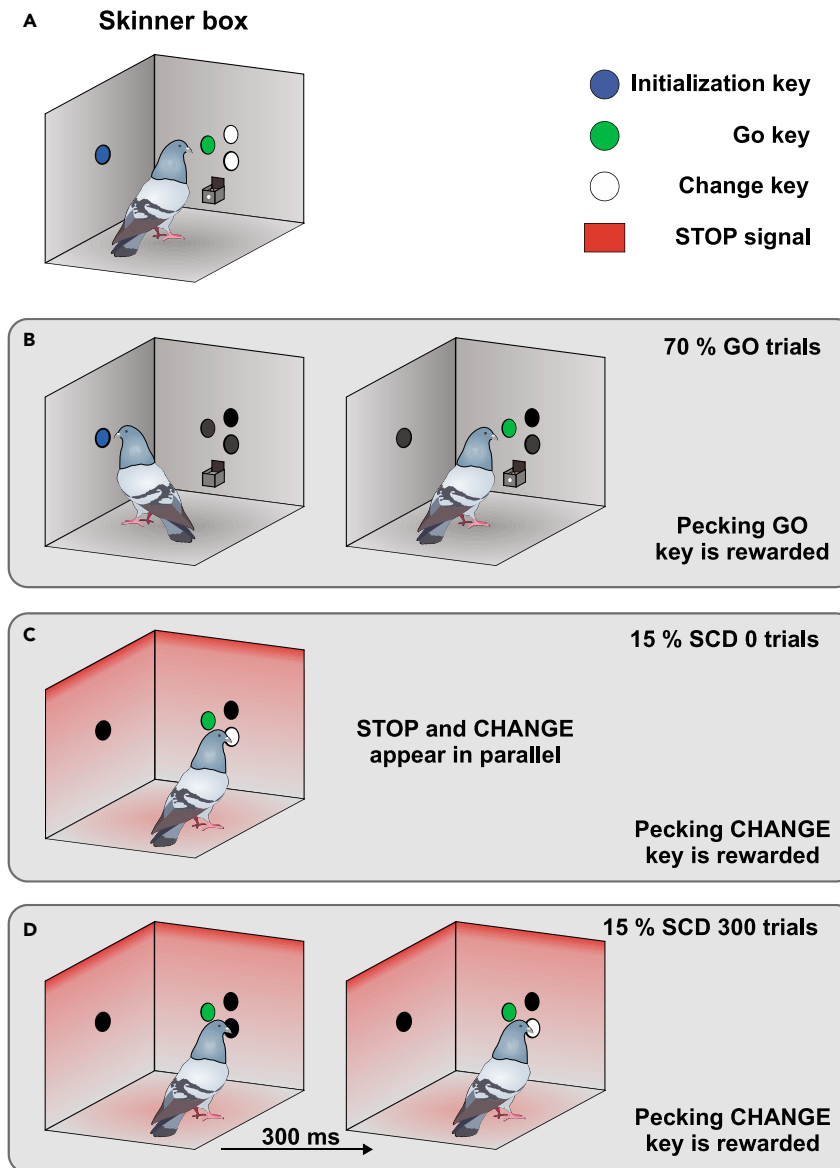 A
Skinner box
Initialization key
Go key
Change key
STOP signal
B
70 % GO trials
Pecking GO
key is rewarded
C
15 % SCD 0 trials
STOP and CHANGE
appear in parallel
Pecking CHANGE
key is rewarded
D
15 % SCD 300 trials
300 ms
Pecking CHANGE
key is rewarded